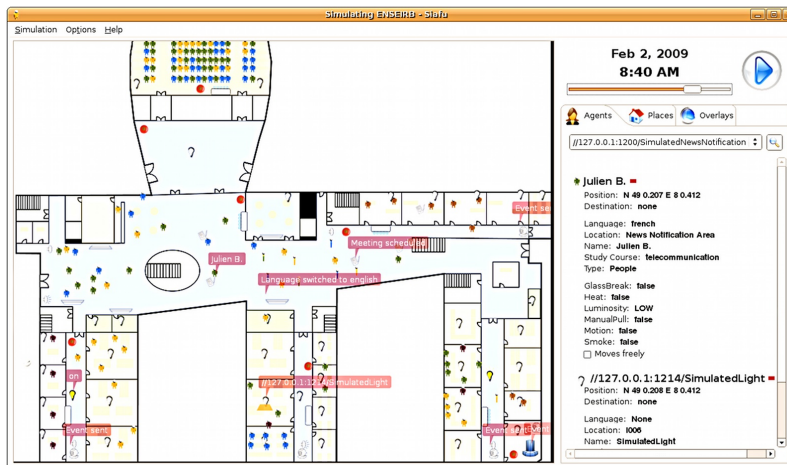 Simulating ENSEIRB - Siafu
Simulation Options Help
Feb 2, 2009
8:40 AM
Agents Places Overlays
//127.0.0.1:1200/SimulatedNewsNotification
Julien B.
Position: N 49 0.207 E 8 0.412
Destination: none
Language: french
Location: News Notification Area
Name: Julien B.
Study Course: telecommunication
Type: People
GlassBreak: false
Heat: false
Luminosity: LOW
ManualPull: false
Motion: false
Smoke: false
Moves freely
//127.0.0.1:1214/SimulatedLight
Position: N 49 0.208 E 8 0.412
Destination: none
Language: None
Location: I006
Name: SimulatedLight
Event se
Meeting scheduled
Julien B.
Language switched to english
on
//127.0.0.1:1214/SimulatedLight
Event sent
Event sent